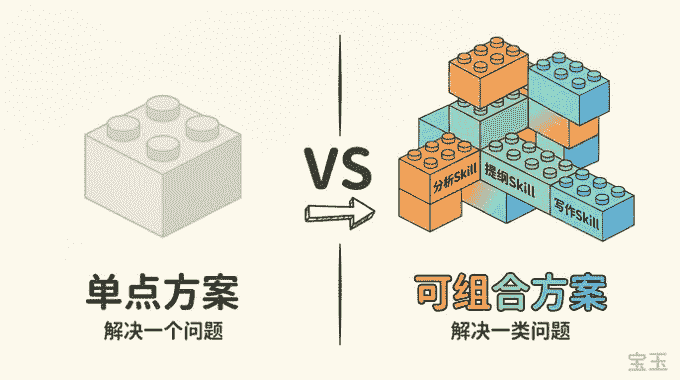 单点方案
解决一个问题
VS
分析Skill
提纲Skill
写作Skill
可组合方案
解决一类问题
宝玉